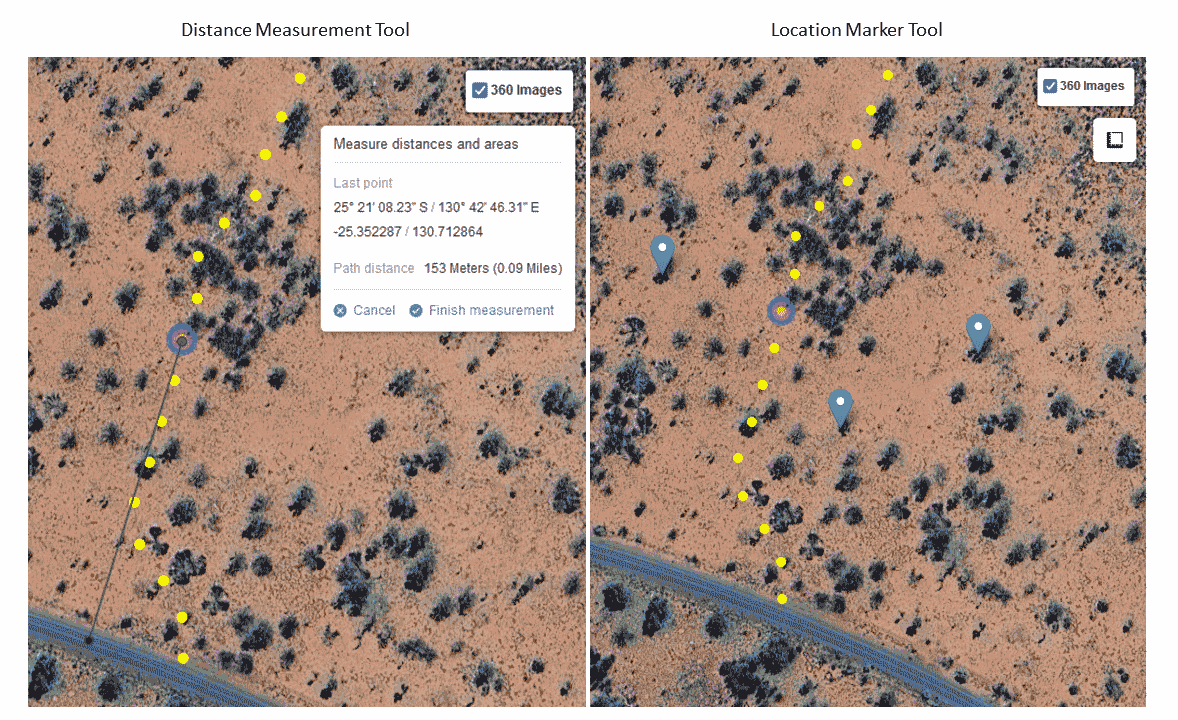 Distance Measurement Tool
Location Marker Tool
360 Images
360 Images
Measure distances and areas
Last point
25° 21' 08.23" S / 130° 42' 46.31" E
-25.352287 / 130.712864
Path distance 153 Meters (0.09 Miles)
Cancel Finish measurement